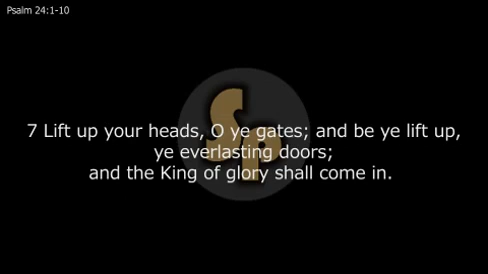 Psalm 24:1-10
7 Lift up your heads, O ye gates; and be ye lift up,
ye everlasting doors;
and the King of glory shall come in.
sp